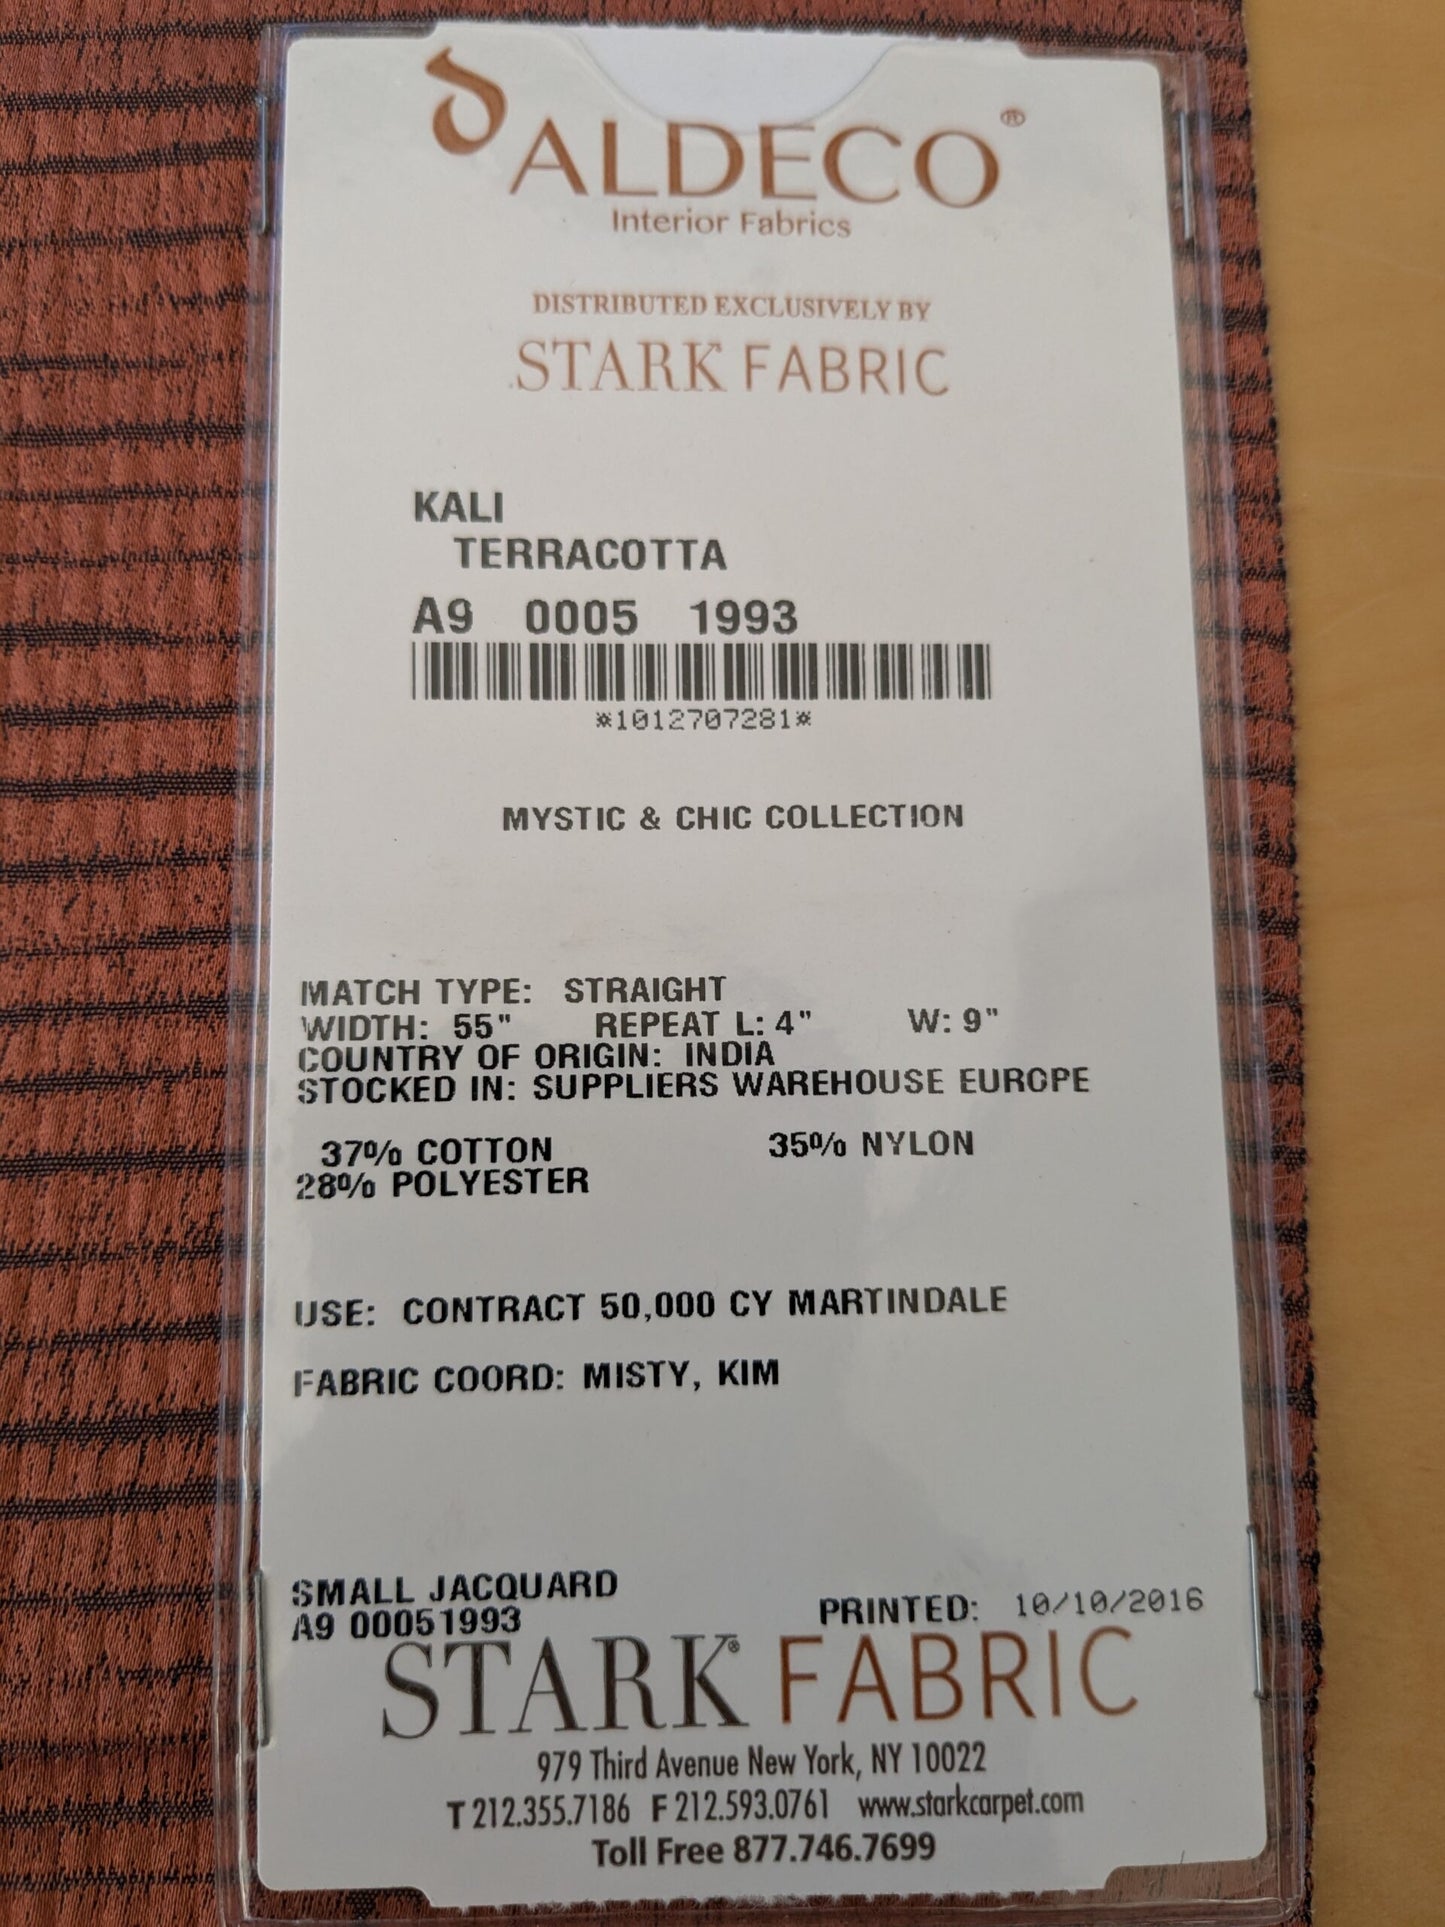 ALDECO®
Interior Fabrics
DISTRIBUTED EXCLUSIVELY BY
STARK FABRIC
KALI
TERRACOTTA
A9 0005 1993
*1012707281*
MYSTIC & CHIC COLLECTION
MATCH TYPE: STRAIGHT
WIDTH: 55" REPEAT L: 4" W: 9"
COUNTRY OF ORIGIN: INDIA
STOCKED IN: SUPPLIERS WAREHOUSE EUROPE
37% COTTON 35% NYLON
28% POLYESTER
USE: CONTRACT 50,000 CY MARTINDALE
FABRIC COORD: MISTY, KIM
SMALL JACQUARD
A9 00051993 PRINTED: 10/10/2016
STARK® FABRIC
979 Third Avenue New York, NY 10022
T 212.355.7186 F 212.593.0761 www.starkcarpet.com
Toll Free 877.746.7699